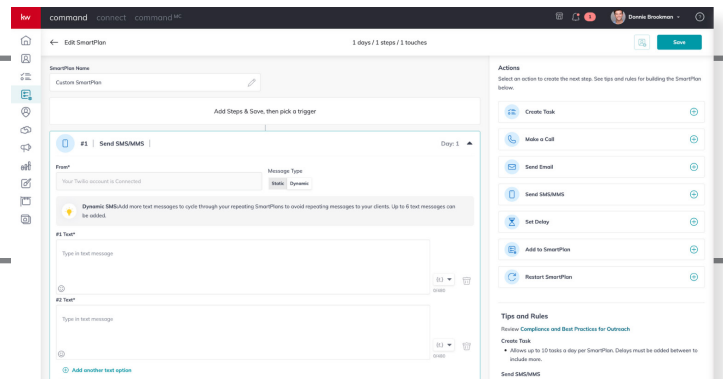 kw command connect command MC
1 Donnie Brookman
Edit SmartPlan 1 days / 1 steps / 1 touches Save
SmartPlan Name
Custom SmartPlan
Add Steps & Save, then pick a trigger
#1 Send SMS/MMS Day: 1
From*
Your Twilio account is Connected
Message Type
Static Dynamic
Dynamic SMS:Add more text messages to cycle through your repeating SmartPlans to avoid repeating messages to your clients. Up to 6 text messages can
be added.
#1 Text*
Type in text message
#2 Text*
Type in text message
Add another text option
Actions
Select an action to create the next step. See tips and rules for building the SmartPlan
below.
Create Task
Make a Call
Send Email
Send SMS/MMS
Set Delay
Add to SmartPlan
Restart SmartPlan
Tips and Rules
Review Compliance and Best Practices for Outreach
Create Task
• Allows up to 10 tasks a day per SmartPlan. Delays must be added between to
include more.
Send SMS/MMS